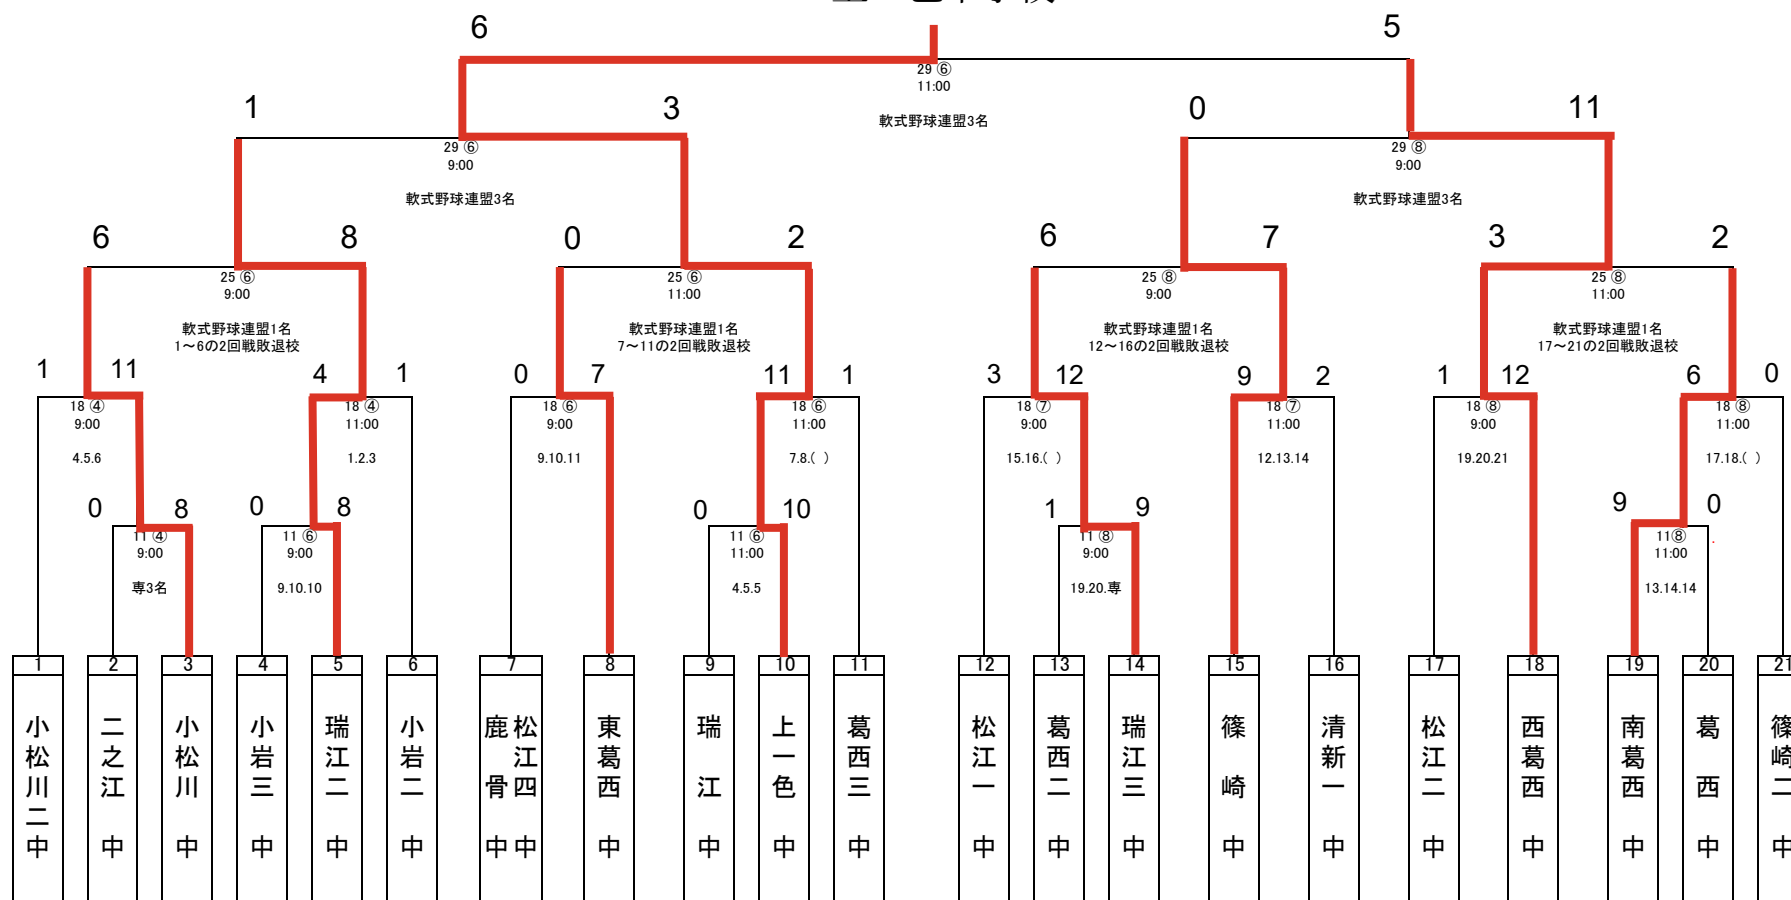 6 5
29 ⑥
11:00
軟式野球連盟3名
1 3 0 11
29 ⑥ 29 ⑧
9:00 9:00
軟式野球連盟3名 軟式野球連盟3名
6 8 0 2 6 7 3 2
25 ⑥ 25 ⑥ 25 ⑧ 25 ⑧
9:00 11:00 9:00 11:00
軟式野球連盟1名 軟式野球連盟1名 軟式野球連盟1名 軟式野球連盟1名
1～6の2回戦敗退校 7～11の2回戦敗退校 12～16の2回戦敗退校 17～21の2回戦敗退校
1 11 4 1 0 7 11 1 3 12 9 2 1 12 6 0
18 ④ 18 ④ 18 ⑥ 18 ⑥ 18 ⑦ 18 ⑦ 18 ⑧ 18 ⑧
9:00 11:00 9:00 11:00 9:00 11:00 9:00 11:00
4.5.6 1.2.3 9.10.11 7.8.( ) 15.16.( ) 12.13.14 19.20.21 17.18.( )
0 8 0 8 0 10 1 9 9 0
11 ④ 11 ⑥ 11 ⑥ 11 ⑧ 11⑧
9:00 9:00 11:00 9:00 11:00
専3名 9.10.10 4.5.5 19.20.専 13.14.14
1 2 3 4 5 6 7 8 9 10 11 12 13 14 15 16 17 18 19 20 21
小松川二中
二之江 中
小松川 中
小岩三 中
瑞江二 中
小岩二 中
松江四 中
鹿 骨 中
東葛西 中
瑞 江 中
上一色 中
葛西三 中
松江一 中
葛西二 中
瑞江三 中
篠 崎 中
清新一 中
松江二 中
西葛西 中
南葛西 中
葛 西 中
篠崎二 中